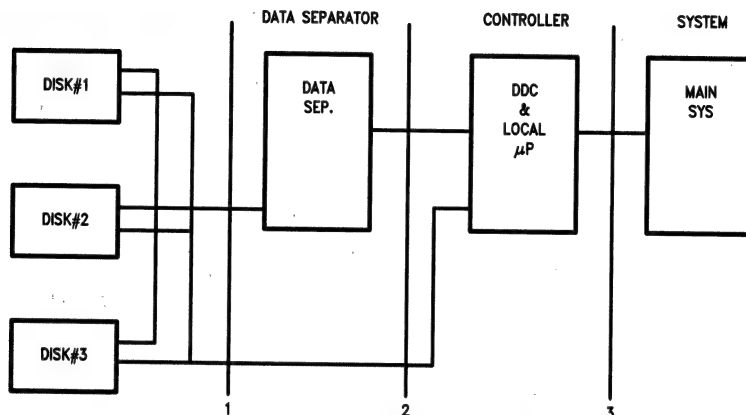 DATA SEPARATOR
CONTROLLER
SYSTEM
DISK#1
DATA
SEP.
DDC
&
LOCAL
μP
MAIN
SYS
DISK#2
DISK#3
1
2
3